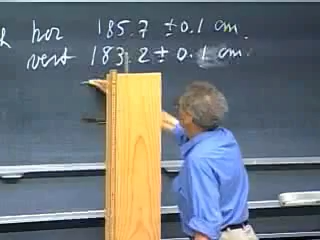 hor 185.7 ± 0.1 cm.
vert 183.2 ± 0.1 cm.